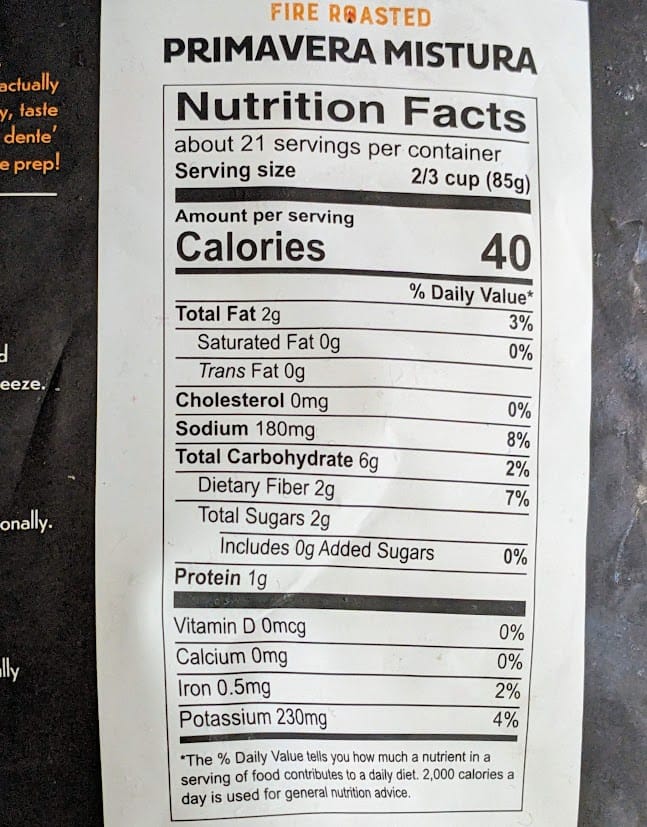 FIRE ROASTED
PRIMAVERA MISTURA
Nutrition Facts
about 21 servings per container
Serving size 2/3 cup (85g)
Amount per serving
Calories 40
% Daily Value*
Total Fat 2g 3%
Saturated Fat 0g 0%
Trans Fat 0g
Cholesterol 0mg 0%
Sodium 180mg 8%
Total Carbohydrate 6g 2%
Dietary Fiber 2g 7%
Total Sugars 2g
Includes 0g Added Sugars 0%
Protein 1g
Vitamin D 0mcg 0%
Calcium 0mg 0%
Iron 0.5mg 2%
Potassium 230mg 4%
*The % Daily Value tells you how much a nutrient in a
serving of food contributes to a daily diet. 2,000 calories a
day is used for general nutrition advice.
actually
taste
dente'
prep!